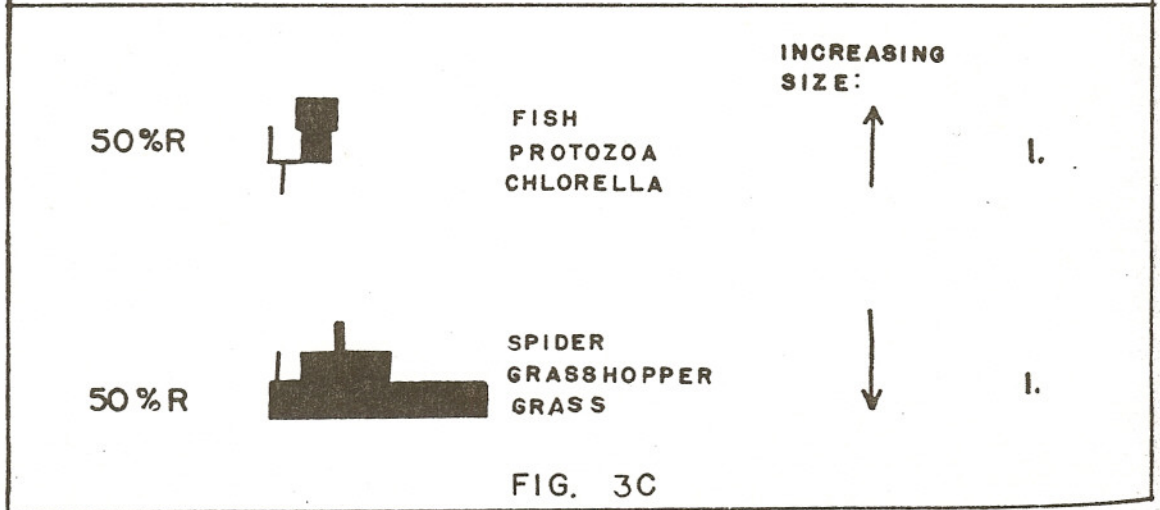 INCREASING
SIZE:
50%R
FISH
PROTOZOA
CHLORELLA
1.
50%R
SPIDER
GRASSHOPPER
GRASS
1.
FIG. 3C